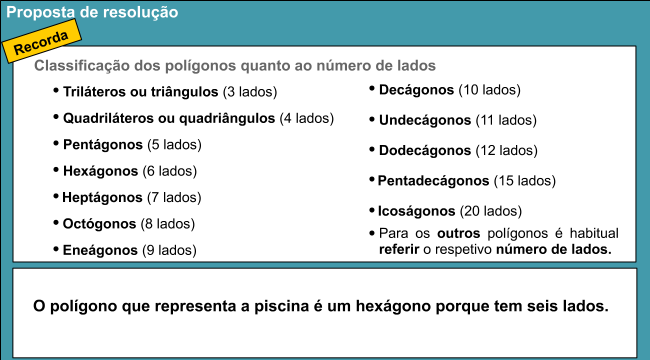 Proposta de resolução
Recorda
Classificação dos polígonos quanto ao número de lados
• Triláteros ou triângulos (3 lados)
• Quadriláteros ou quadriângulos (4 lados)
• Pentágonos (5 lados)
• Hexágonos (6 lados)
• Heptágonos (7 lados)
• Octógonos (8 lados)
• Eneágonos (9 lados)
• Decágonos (10 lados)
• Undecágonos (11 lados)
• Dodecágonos (12 lados)
• Pentadecágonos (15 lados)
• Icoságonos (20 lados)
• Para os outros polígonos é habitual
referir o respetivo número de lados.
O polígono que representa a piscina é um hexágono porque tem seis lados.